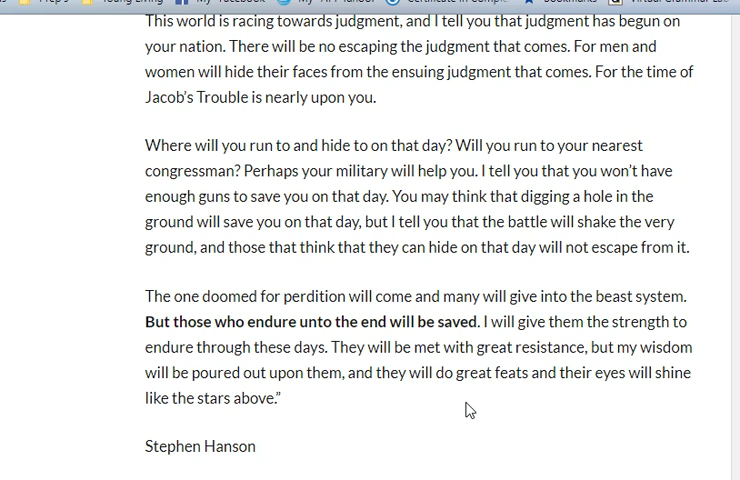 My
This world is racing towards judgment, and I tell you that judgment has begun on
your nation. There will be no escaping the judgment that comes. For men and
women will hide their faces from the ensuing judgment that comes. For the time of
Jacob's Trouble is nearly upon you.
Where will you run to and hide to on that day? Will you run to your nearest
congressman? Perhaps your military will help you. I tell you that you won't have
enough guns to save you on that day. You may think that digging a hole in the
ground will save you on that day, but I tell you that the battle will shake the very
ground, and those that think that they can hide on that day will not escape from it.
The one doomed for perdition will come and many will give into the beast system.
But those who endure unto the end will be saved. I will give them the strength to
endure through these days. They will be met with great resistance, but my wisdom
will be poured out upon them, and they will do great feats and their eyes will shine
like the stars above.”
Stephen Hanson